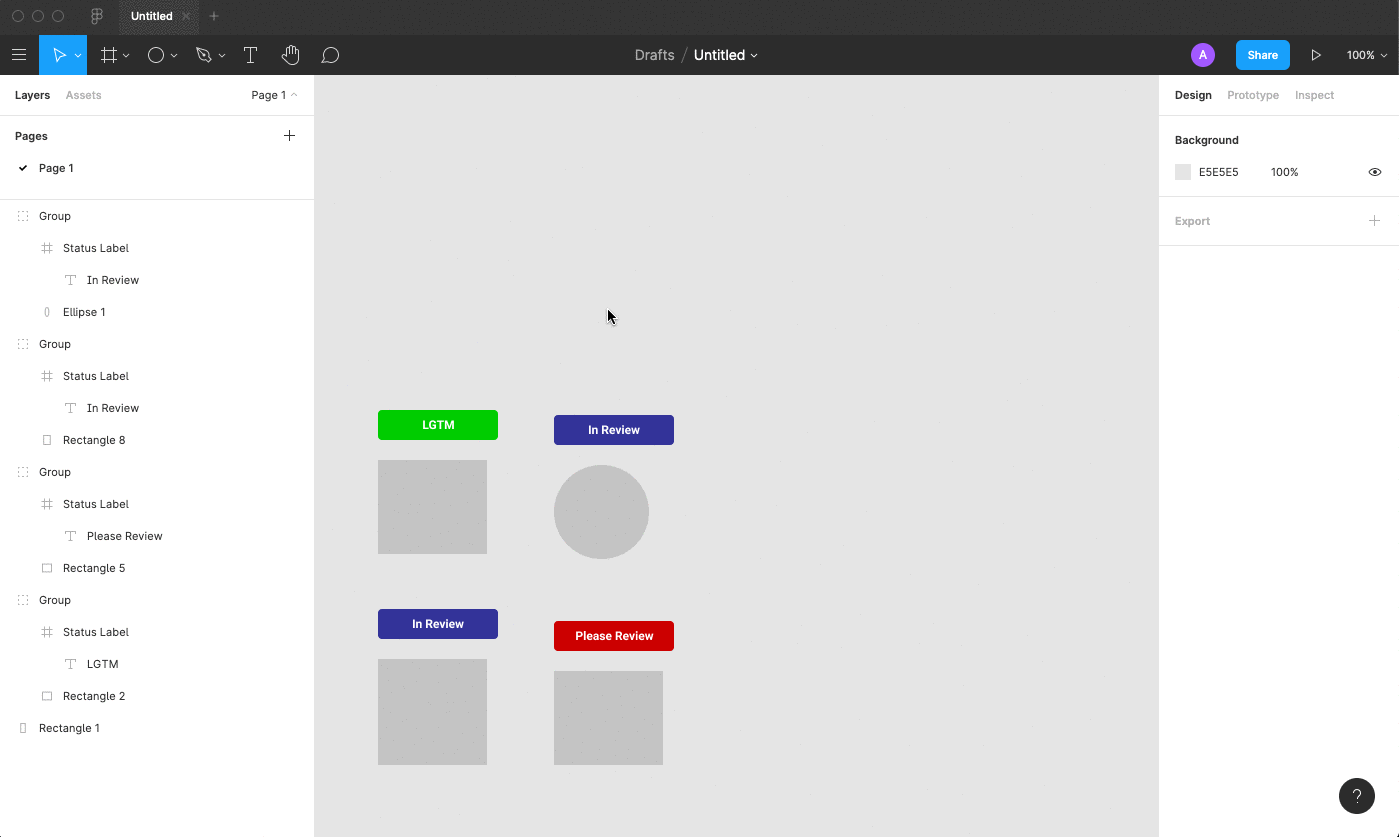 Untitled
Drafts / Untitled
A
Share
100%
Layers
Assets
Page 1
Pages
Page 1
Group
Status Label
In Review
Ellipse 1
Group
Status Label
In Review
Rectangle 8
Group
Status Label
Please Review
Rectangle 5
Group
Status Label
LGTM
Rectangle 2
Rectangle 1
LGTM
In Review
In Review
Please Review
Design
Prototype
Inspect
Background
E5E5E5 100%
Export
?